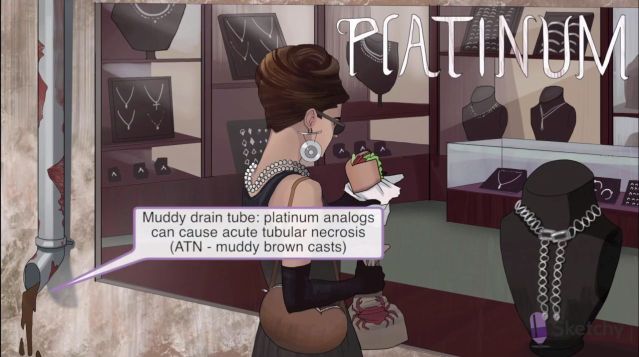 PLATINUM
Muddy drain tube: platinum analogs
can cause acute tubular necrosis
(ATN - muddy brown casts)
Sketchy